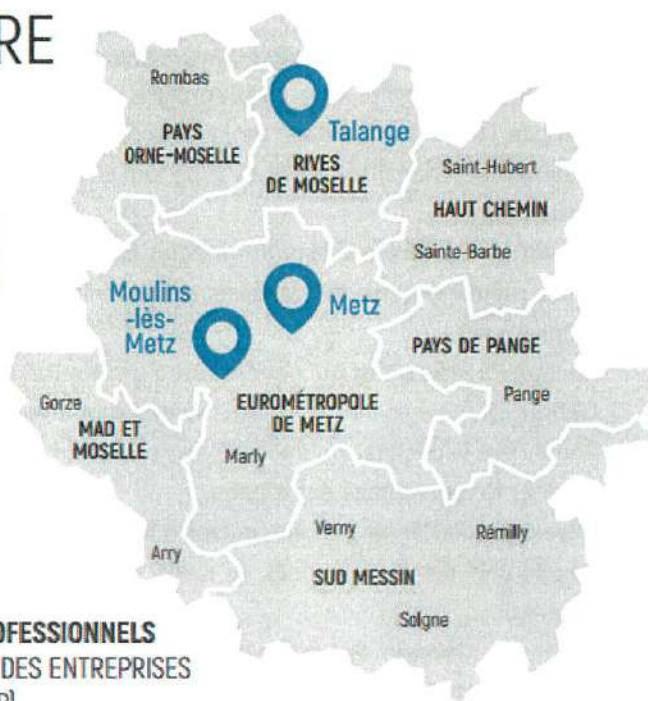 RE
Rombas
PAYS
ORNE-MOSELLE
Talange
RIVES
DE MOSELLE
Saint-Hubert
HAUT CHEMIN
Sainte-Barbe
Moulins
-lès-
Metz
Metz
PAYS DE PANGE
Pange
Gorze
MAD ET
MOSELLE
EUROMÉTROPOLE
DE METZ
Marly
Arry
Verny
Rémilly
SUD MESSIN
Solgne
OFESSIONNELS
DES ENTREPRISES